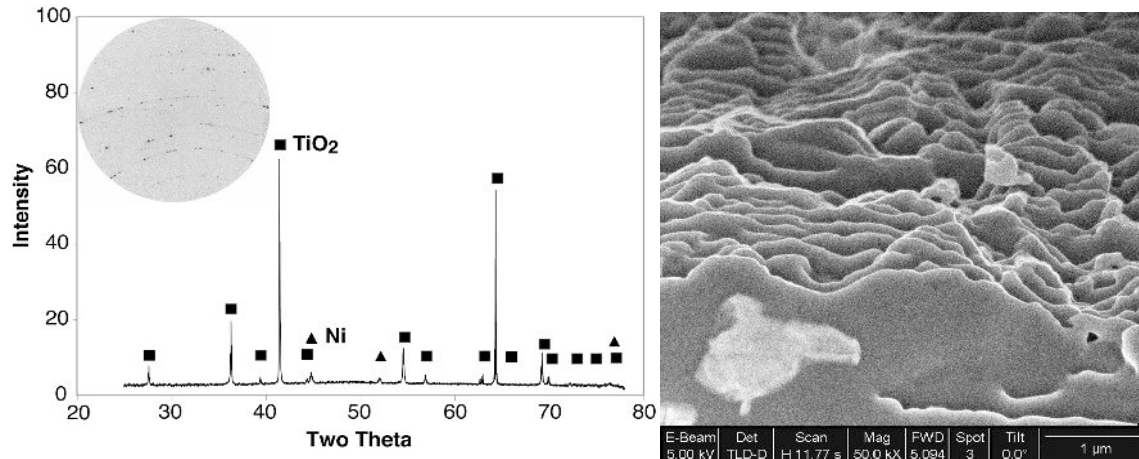 100
80
60
40
20
0
Intensity
TiO2
Ni
20 30 40 50 60 70 80
Two Theta
E-Beam Det Scan Mag FWD Spot Tilt
5.00 kV TLD-D H 11.77 s 50.0 kX 5.094 3 0.0° 1 µm